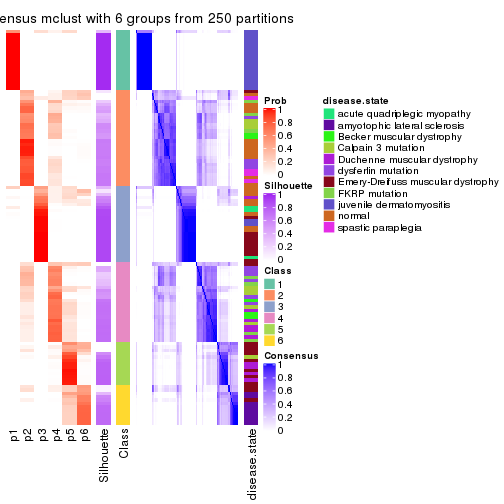 ensus mclust with 6 groups from 250 partitions
Prob
1
0.8
0.6
0.4
0.2
0
Silhouette
1
0.8
0.6
0.4
0.2
0
Class
1
2
3
4
5
6
Consensus
1
0.8
0.6
0.4
0.2
0
disease.state
acute quadriplegic myopathy
amyotophic lateral sclerosis
Becker muscular dystrophy
Calpain 3 mutation
Duchenne muscular dystrophy
dysferlin mutation
Emery-Dreifuss muscular dystrophy
FKRP mutation
juvenile dermatomyositis
normal
spastic paraplegia
p1
p2
p3
p4
p5
p6
Silhouette
Class
disease.state